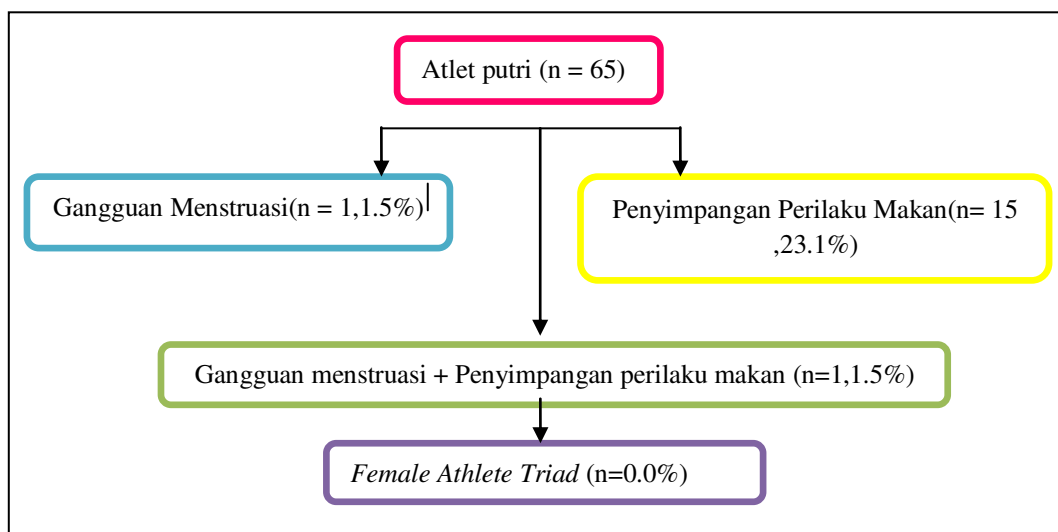 Atlet putri (n = 65)
Gangguan Menstruasi(n = 1,1.5%)
Penyimpangan Perilaku Makan(n= 15
,23.1%)
Gangguan menstruasi + Penyimpangan perilaku makan (n=1,1.5%)
Female Athlete Triad (n=0.0%)